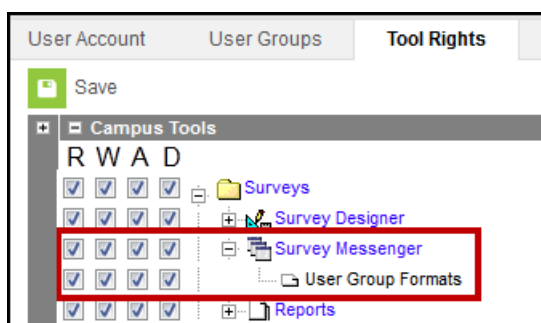 User Account User Groups Tool Rights
Save
Campus Tools
R W A D
Surveys
Survey Designer
Survey Messenger
User Group Formats
Reports